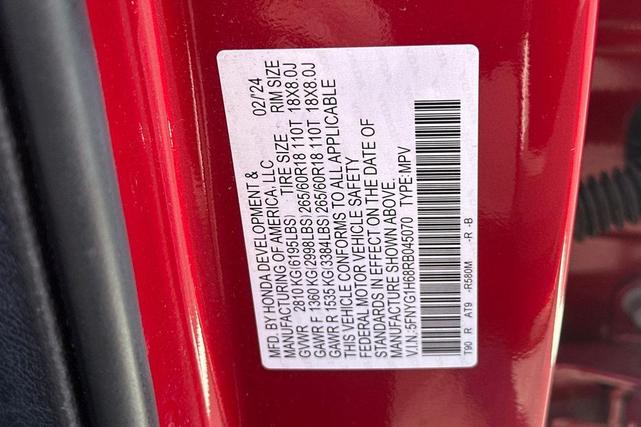 MFD. BY HONDA DEVELOPMENT & 02/'24
MANUFACTURING OF AMERICA, LLC TIRE SIZE RIM SIZE
GVWR 2810 KG(6195LBS) 265/60R18 110T 18X8.0J
GAWR F 1360 KG(2998LBS) 265/60R18 110T 18X8.0J
GAWR R 1535 KG(3384LBS)
THIS VEHICLE CONFORMS TO ALL APPLICABLE
FEDERAL MOTOR VEHICLE SAFETY
STANDARDS IN EFFECT ON THE DATE OF
MANUFACTURE SHOWN ABOVE.
V.I.N.:5FNYG1H68RB045070 TYPE:MPV
T90 R AT9 -R580M -R -B